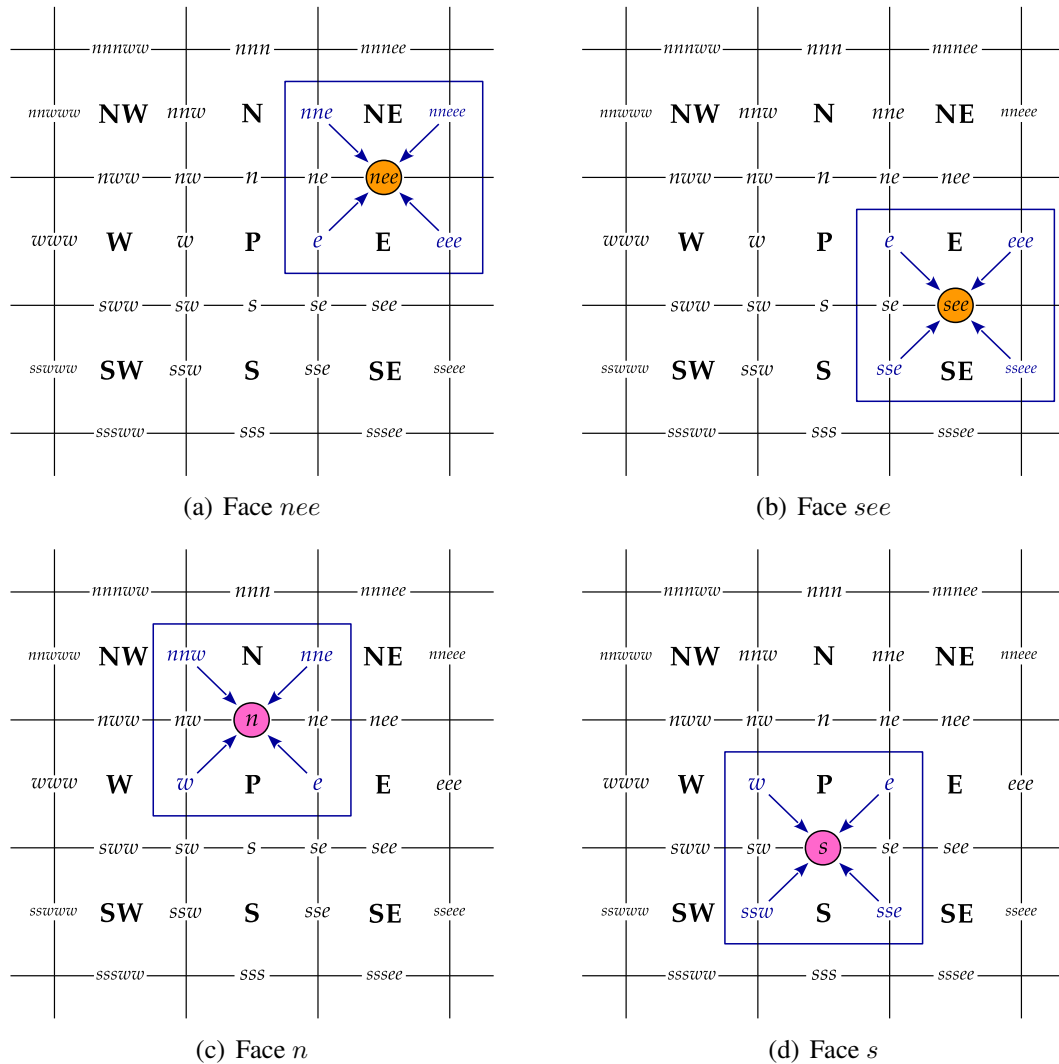 nnnww nnn nnnee nnnww nnn nnnee
nnwww NW nnw N nne NE nneee nnwww NW nnw N nne NE nneee
nww nw n ne nee nww nw n ne nee
www W w P e E eee www W w P e E eee
sww sw s se see sww sw s se see
sswww SW ssw S sse SE sseee sswww SW ssw S sse SE sseee
sssww sss sssee sssww sss sssee
(a) Face nee (b) Face see
nnnww nnn nnnee nnnww nnn nnnee
nnwww NW nnw N nne NE nneee nnwww NW nnw N nne NE nneee
nww nw n ne nee nww nw n ne nee
www W w P e E eee www W w P e E eee
sww sw s se see sww sw s se see
sswww SW ssw S sse SE sseee sswww SW ssw S sse SE sseee
sssww sss sssee sssww sss sssee
(c) Face n (d) Face s